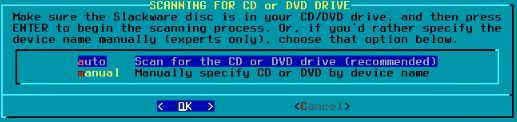 SCANNING FOR CD or DVD DRIVE
Make sure the Slackware disc is in your CD/DVD drive, and then press
ENTER to begin the scanning process. Or, if you'd rather specify the
device name manually (experts only), choose that option below.
auto Scan for the CD or DVD drive (recommended)
manual Manually specify CD or DVD by device name
< OK > <Cancel>